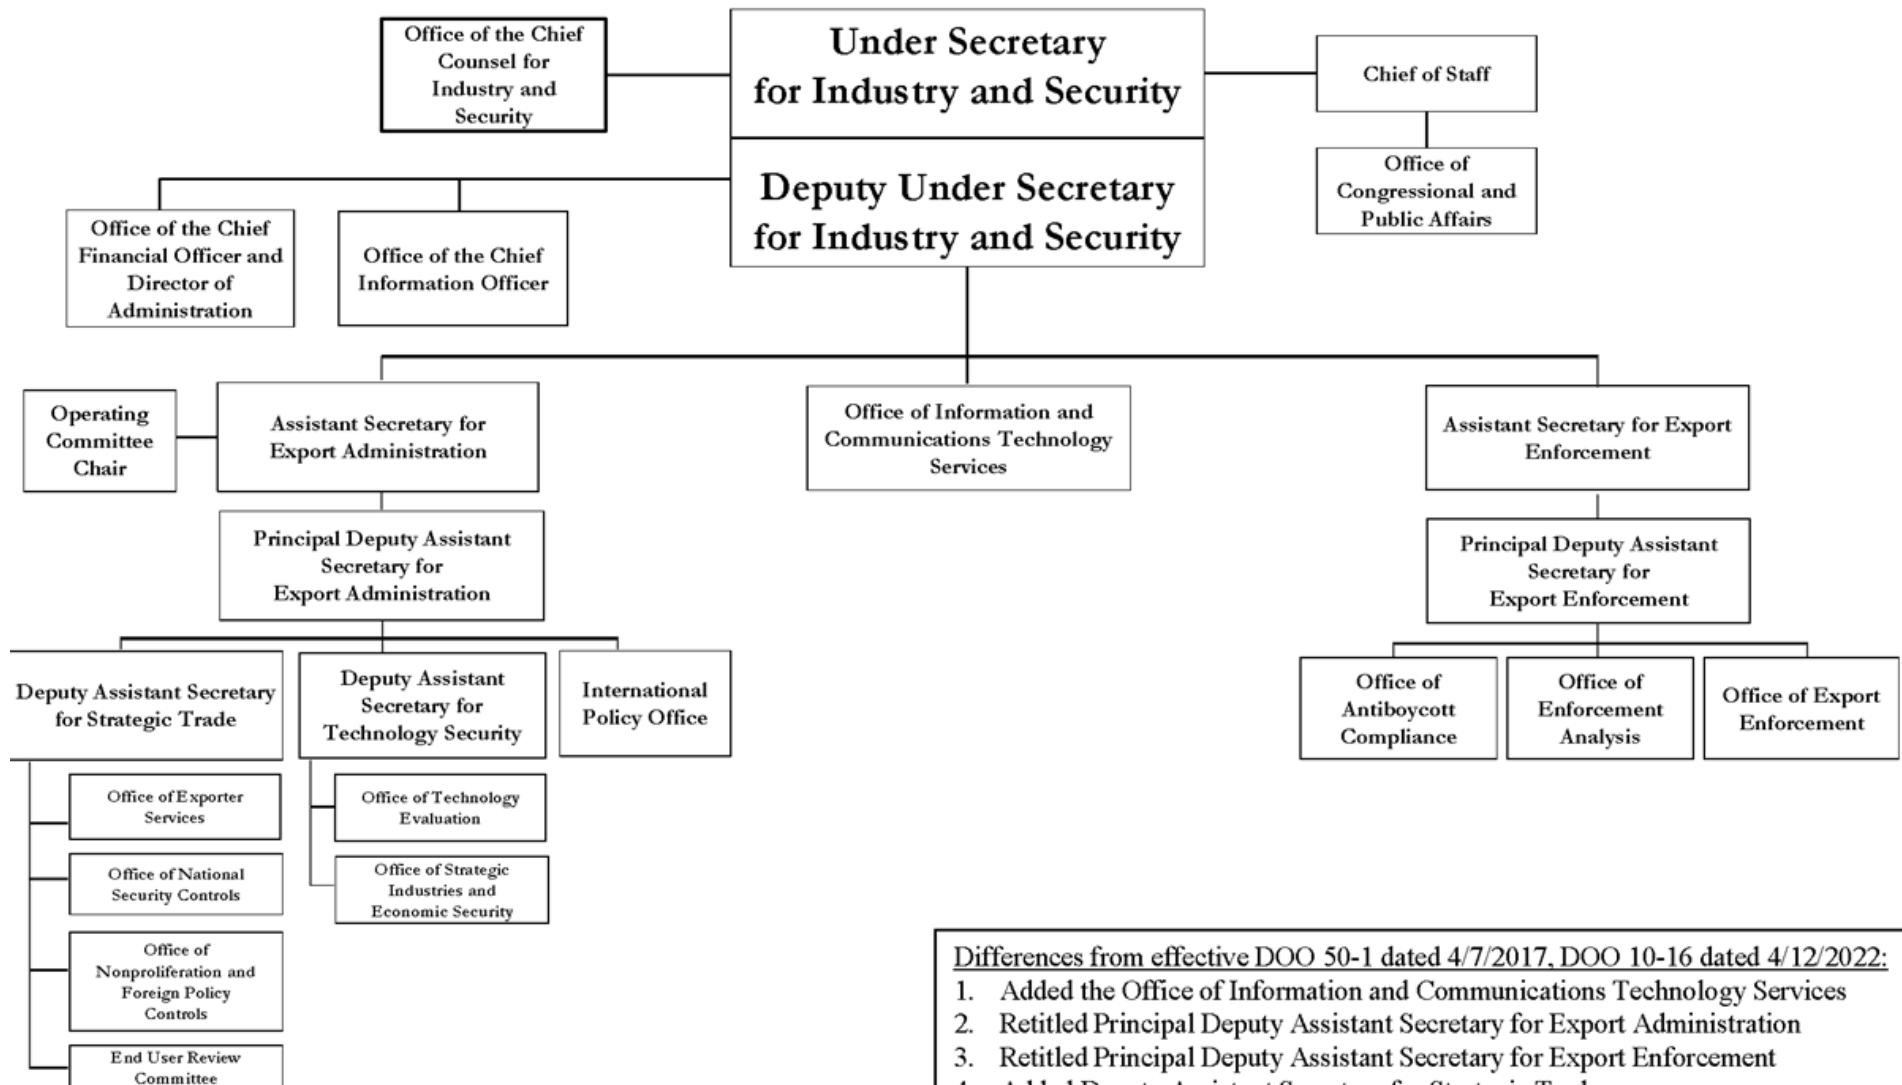 Office of the Chief
Counsel for
Industry and
Security
Under Secretary
for Industry and Security
Chief of Staff
Deputy Under Secretary
for Industry and Security
Office of
Congressional and
Public Affairs
Office of the Chief
Financial Officer and
Director of
Administration
Office of the Chief
Information Officer
Operating
Committee
Chair
Assistant Secretary for
Export Administration
Office of Information and
Communications Technology
Services
Assistant Secretary for Export
Enforcement
Principal Deputy Assistant
Secretary for
Export Administration
Principal Deputy Assistant
Secretary for
Export Enforcement
Deputy Assistant Secretary
for Strategic Trade
Deputy Assistant
Secretary for
Technology Security
International
Policy Office
Office of
Antiboycott
Compliance
Office of
Enforcement
Analysis
Office of Export
Enforcement
Office of Exporter
Services
Office of National
Security Controls
Office of
Nonproliferation and
Foreign Policy
Controls
End User Review
Committee
Office of Technology
Evaluation
Office of Strategic
Industries and
Economic Security
Differences from effective DOO 50-1 dated 4/7/2017, DOO 10-16 dated 4/12/2022:
1. Added the Office of Information and Communications Technology Services
2. Retitled Principal Deputy Assistant Secretary for Export Administration
3. Retitled Principal Deputy Assistant Secretary for Export Enforcement
4. Added Deputy Assistant Secretary for Strategic Trade